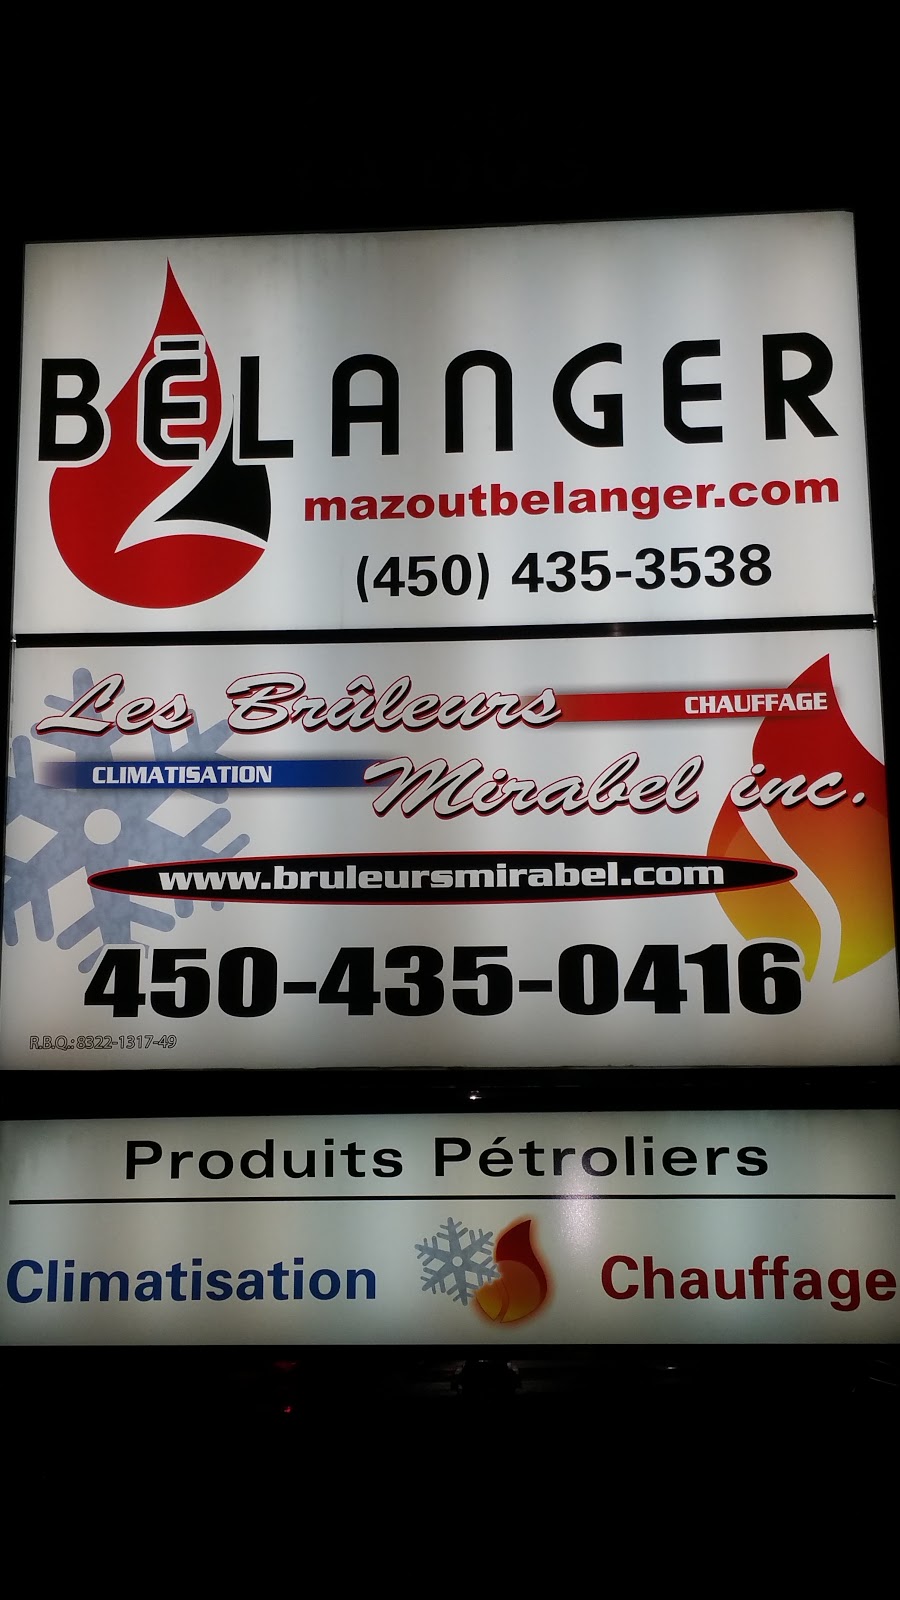 BÉLANGER
mazoutbelanger.com
(450) 435-3538
Les Brûleurs CHAUFFAGE
CLIMATISATION Mirabel inc.
www.bruleursmirabel.com
450-435-0416
R.B.Q.: 8322-1317-49
Produits Pétroliers
Climatisation Chauffage